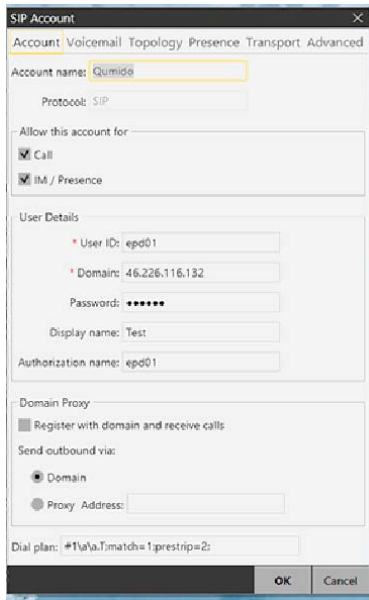 SIP Account
Account Voicemail Topology Presence Transport Advanced
Account name: Qumido
Protocol: SIP
Allow this account for
Call
IM / Presence
User Details
* User ID: epd01
* Domain: 46.226.116.132
Password: ●●●●●●
Display name: Test
Authorization name: epd01
Domain Proxy
Register with domain and receive calls
Send outbound via:
Domain
Proxy Address:
Dial plan: #1\a\a.T;match=1;prestrip=2;
OK Cancel